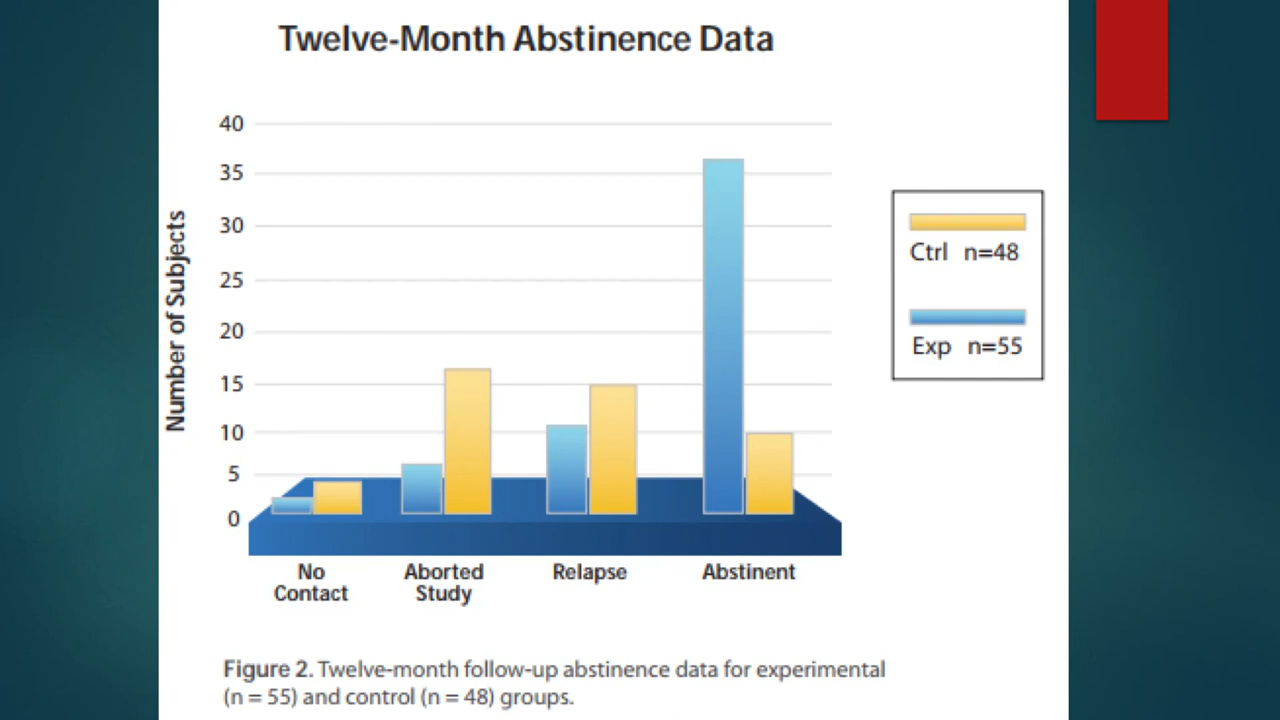 Twelve-Month Abstinence Data
Number of Subjects
40
35
30
25
20
15
10
5
0
No
Contact
Aborted
Study
Relapse
Abstinent
Ctrl n=48
Exp n=55
Figure 2. Twelve-month follow-up abstinence data for experimental
(n = 55) and control (n = 48) groups.